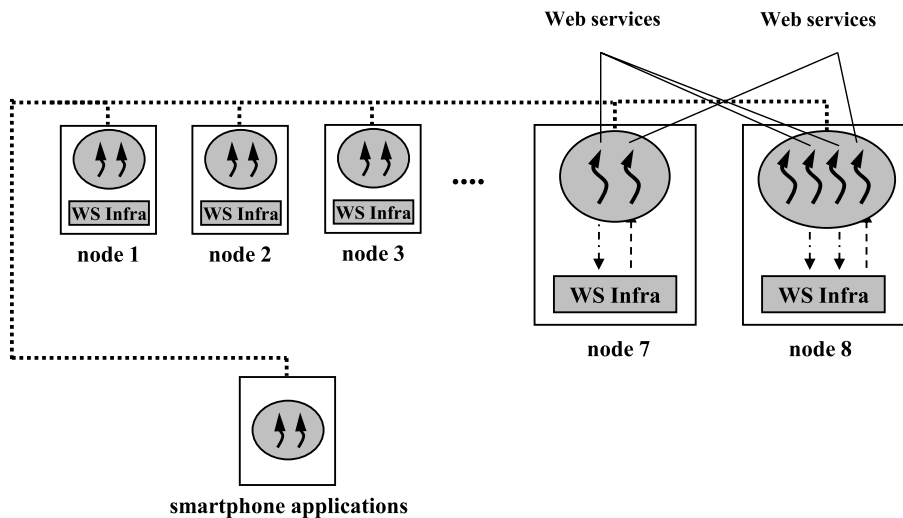 Web services
Web services
WS Infra
WS Infra
WS Infra
....
node 1
node 2
node 3
WS Infra
WS Infra
node 7
node 8
smartphone applications